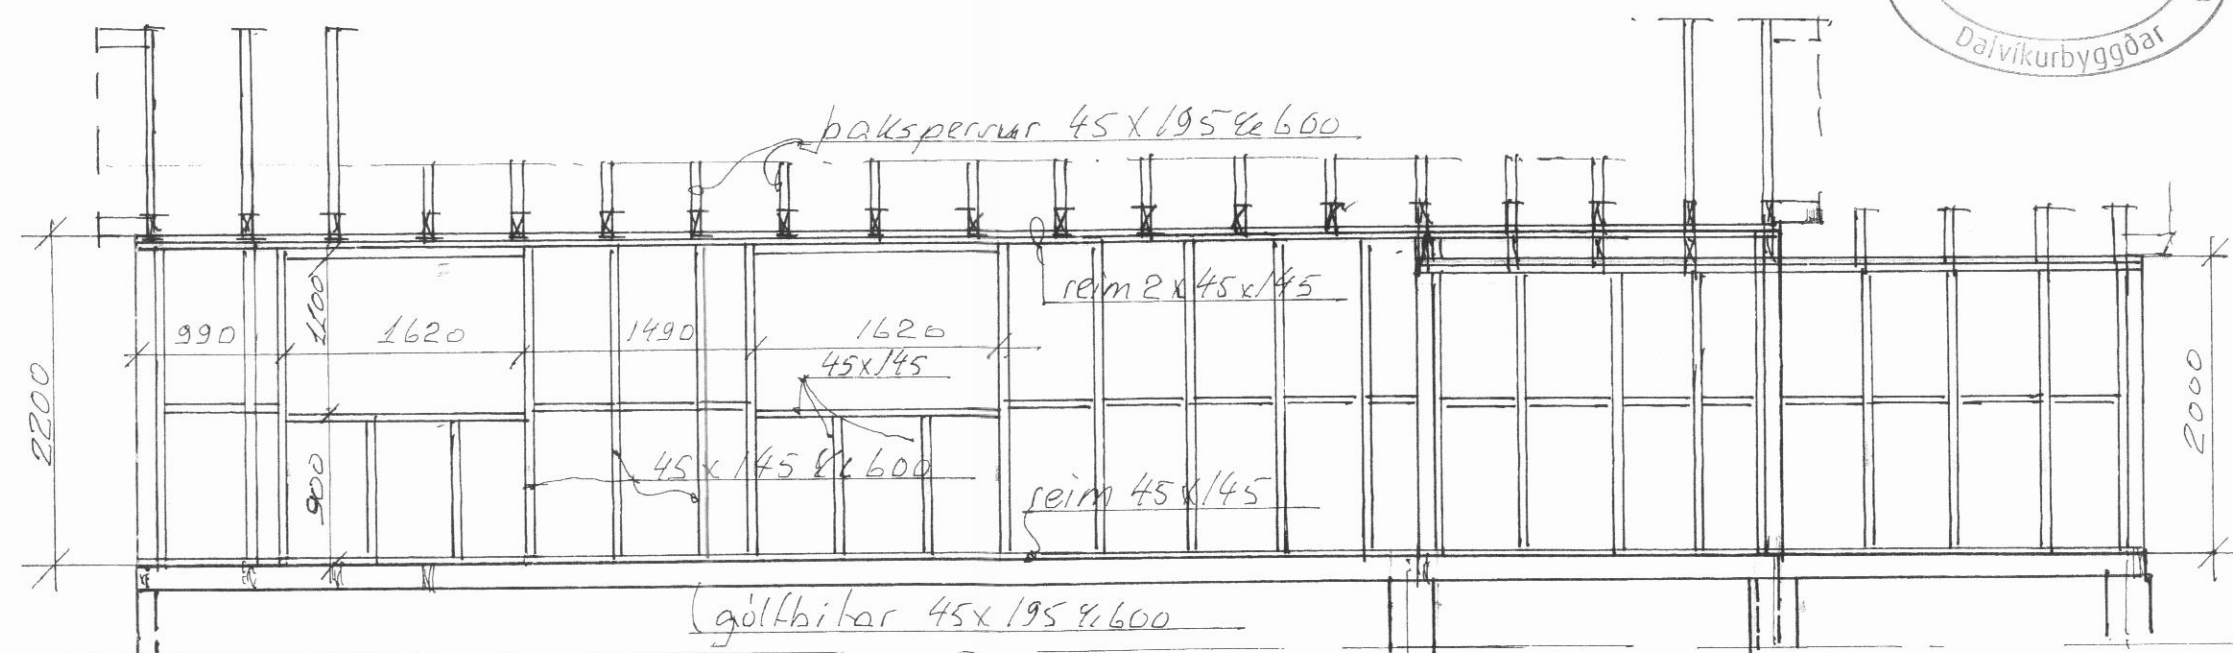 Dalvíkurbyggðar
þaksperrur 45x195 % 600
reim 2x45x145
990
1100
1620
1490
1620
45x145
2200
2000
900
45x145 % 600
reim 45x145
gólfbitar 45x195 % 600